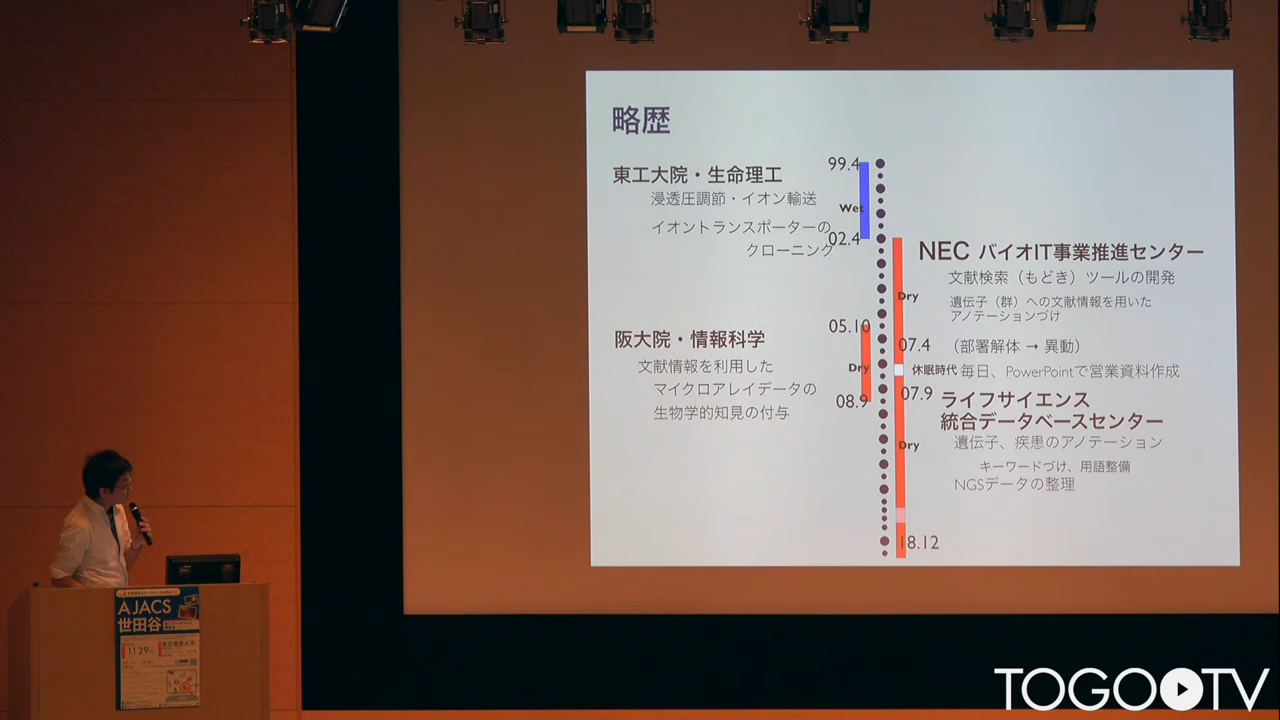 略歴
99.4
東工大院・生命理工
浸透圧調節・イオン輸送
Wet
イオントランスポーターの
クローニング
02.4
NEC バイオIT事業推進センター
文献検索（もどき）ツールの開発
Dry
遺伝子（群）への文献情報を用いた
アノテーションづけ
05.10
阪大院・情報科学
文献情報を利用した
マイクロアレイデータの
生物学的知見の付与
Dry
08.9
07.4 （部署解体 → 異動）
休眠時代 毎日、PowerPointで営業資料作成
07.9 ライフサイエンス
統合データベースセンター
Dry
遺伝子、疾患のアノテーション
キーワードづけ、用語整備
NGSデータの整理
18.12
AJACS
世田谷
11.29
TOGO TV